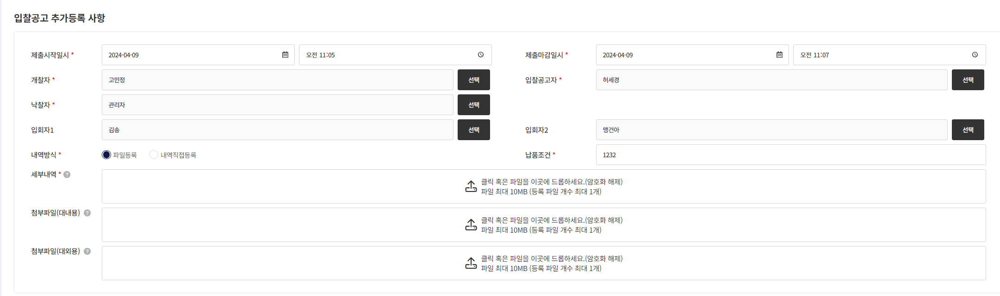 입찰공고 추가등록 사항
제출시작일시 * 2024-04-09 오전 11:05 제출마감일시 * 2024-04-09 오전 11:07
개찰자 * 고민정 선택 입찰공고자 * 허세경 선택
낙찰자 * 관리자 선택
입회자1 김송 선택 입회자2 맹건아 선택
내역방식 * 파일등록 내역직접등록 납품조건 * 1232
세부내역 * ?
클릭 혹은 파일을 이곳에 드롭하세요.(암호화 해제)
파일 최대 10MB (등록 파일 개수 최대 1개)
첨부파일(대내용) ?
클릭 혹은 파일을 이곳에 드롭하세요.(암호화 해제)
파일 최대 10MB (등록 파일 개수 최대 1개)
첨부파일(대외용) ?
클릭 혹은 파일을 이곳에 드롭하세요.(암호화 해제)
파일 최대 10MB (등록 파일 개수 최대 1개)